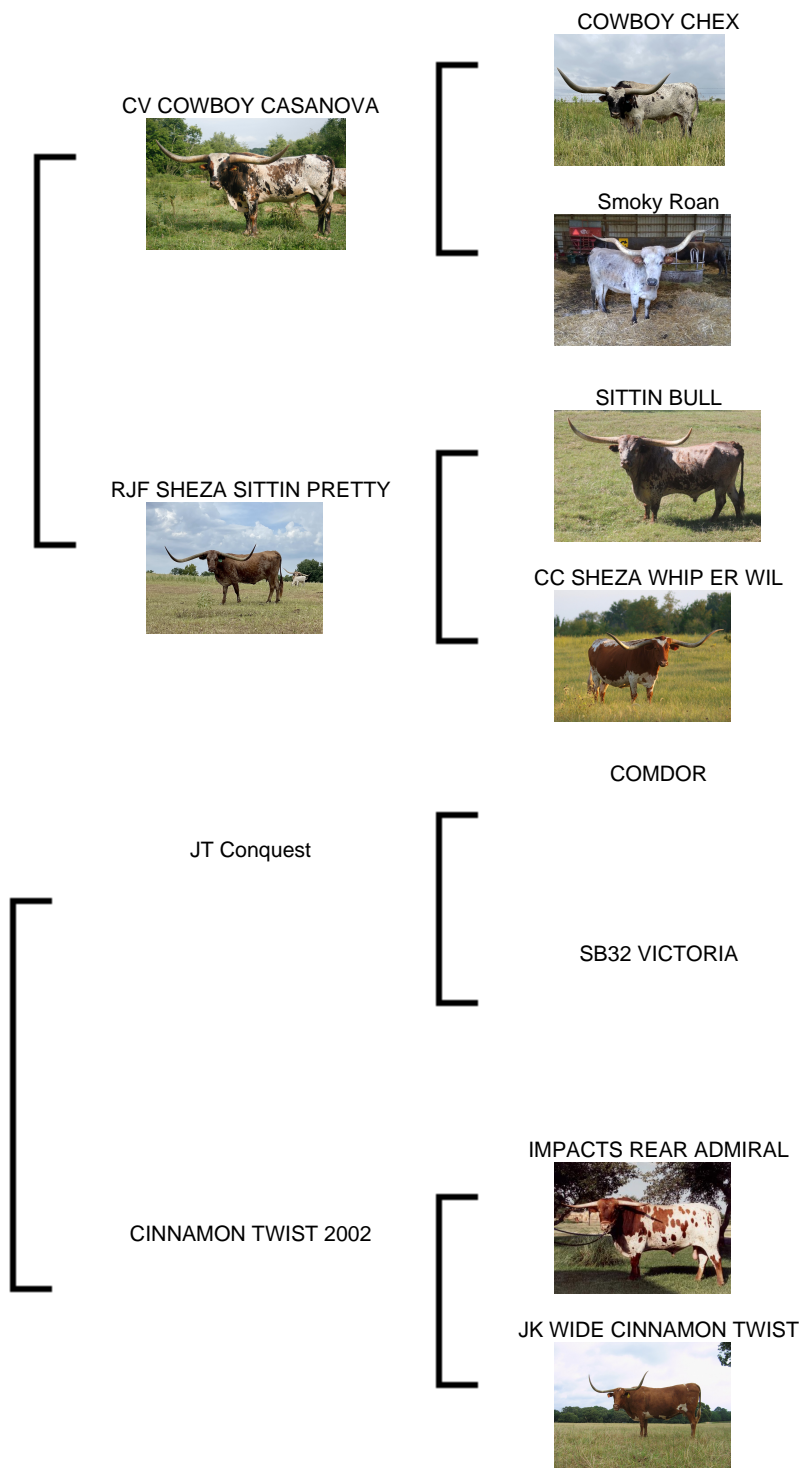 COWBOY CHEX
CV COWBOY CASANOVA
Smoky Roan
SITTIN BULL
RJF SHEZA SITTIN PRETTY
CC SHEZA WHIP ER WIL
COMDOR
JT Conquest
SB32 VICTORIA
IMPACTS REAR ADMIRAL
CINNAMON TWIST 2002
JK WIDE CINNAMON TWIST